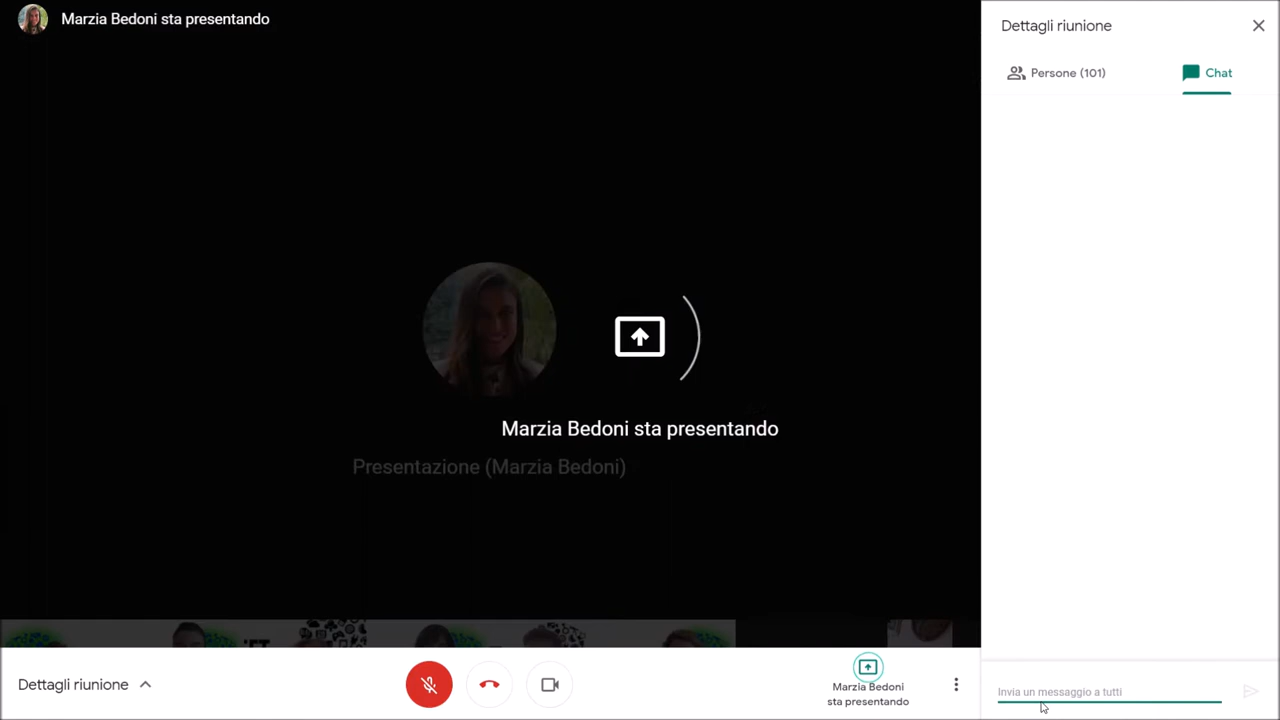 Marzia Bedoni sta presentando
Dettagli riunione
Persone (101)
Chat
Marzia Bedoni sta presentando
Presentazione (Marzia Bedoni)
Dettagli riunione
Marzia Bedoni
sta presentando
Invia un messaggio a tutti